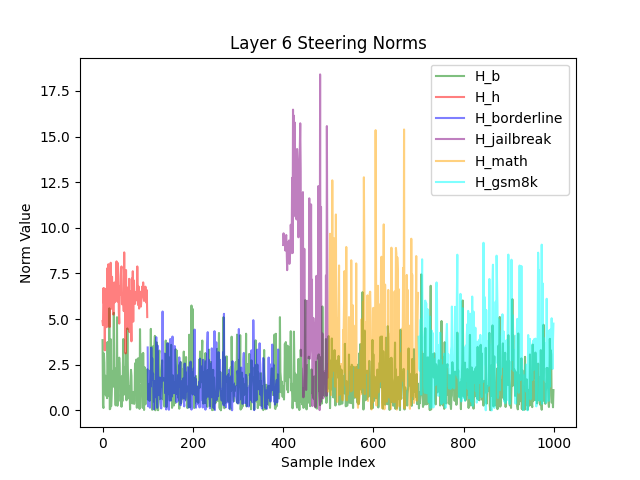 Layer 6 Steering Norms
H_b
H_h
H_borderline
H_jailbreak
H_math
H_gsm8k
Norm Value
17.5
15.0
12.5
10.0
7.5
5.0
2.5
0.0
0
200
400
600
800
1000
Sample Index